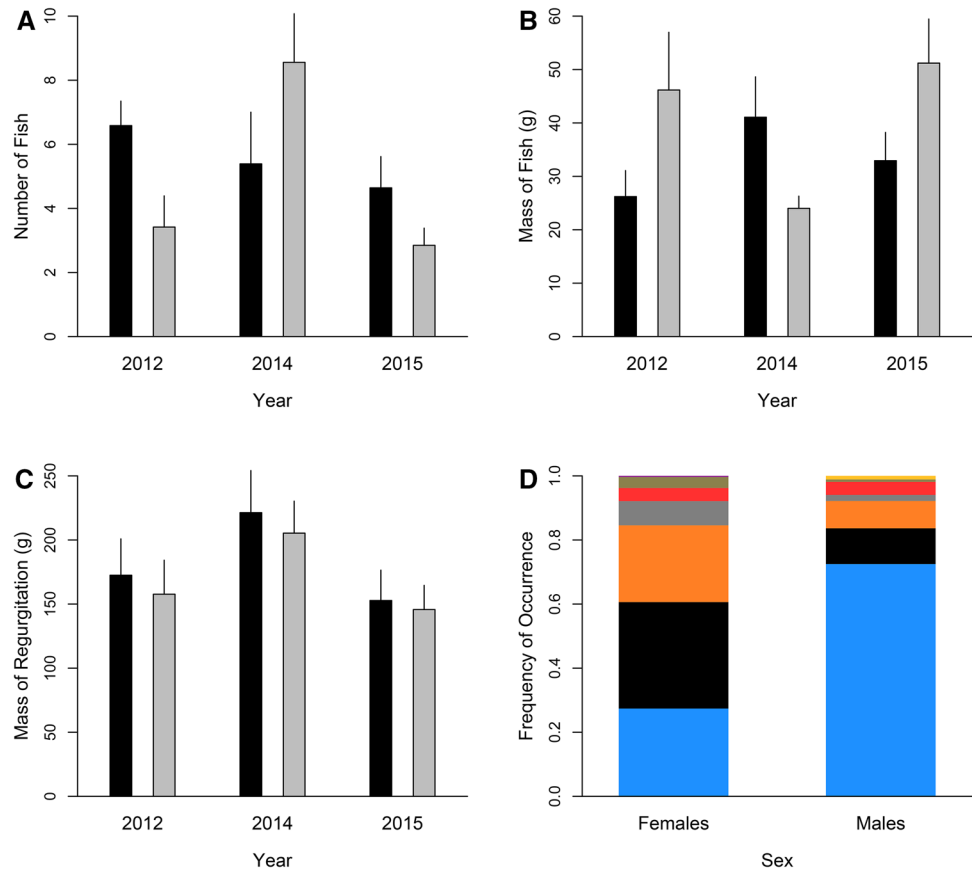 A
Number of Fish
0 2 4 6 8 10
2012 2014 2015
Year
B
Mass of Fish (g)
0 10 20 30 40 50 60
2012 2014 2015
Year
C
Mass of Regurgitation (g)
0 50 100 150 200 250
2012 2014 2015
Year
D
Frequency of Occurrence
0.0 0.2 0.4 0.6 0.8 1.0
Females Males
Sex